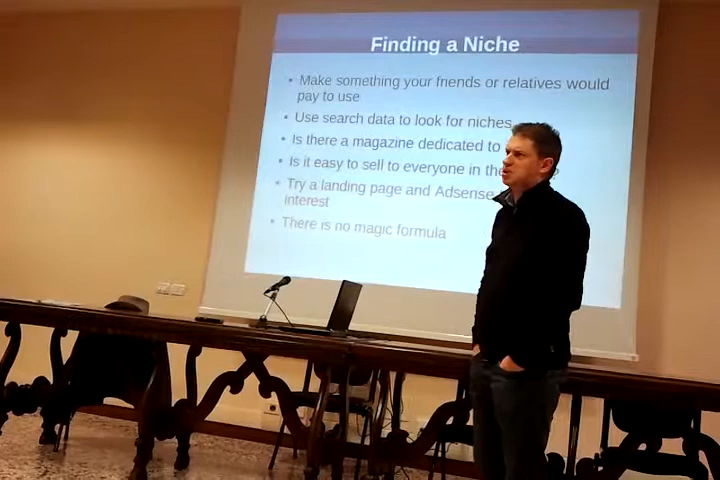 Finding a Niche
• Make something your friends or relatives would
pay to use
• Use search data to look for niches
• Is there a magazine dedicated to
• Is it easy to sell to everyone in the
• Try a landing page and Adsense
interest
• There is no magic formula